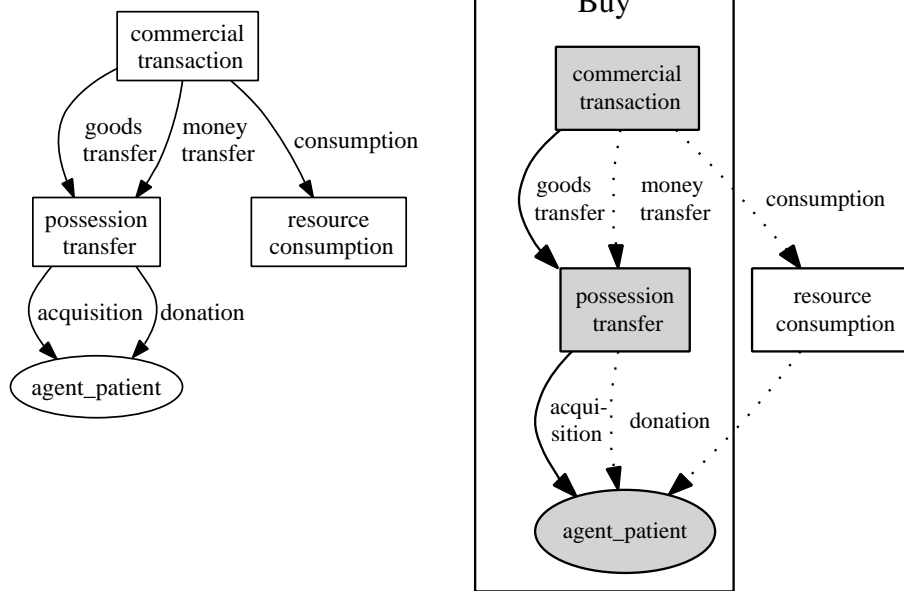 commercial
transaction
goods
transfer
money
transfer
consumption
possession
transfer
resource
consumption
acquisition
donation
agent_patient
Buy
commercial
transaction
goods
transfer
money
transfer
consumption
possession
transfer
resource
consumption
acqui-
sition
donation
agent_patient